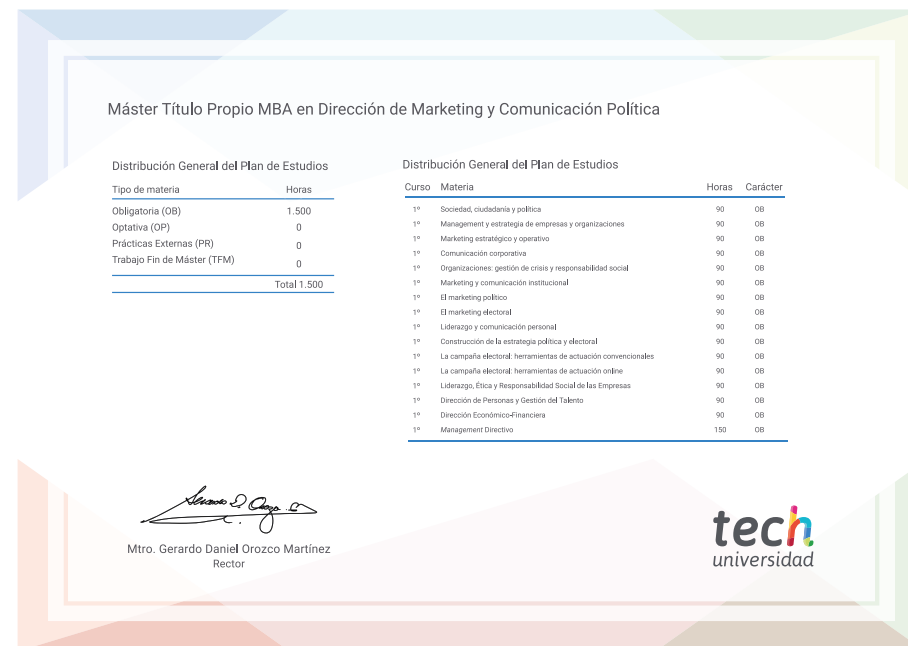 Máster Título Propio MBA en Dirección de Marketing y Comunicación Política
Distribución General del Plan de Estudios
Tipo de materia Horas
Obligatoria (OB) 1.500
Optativa (OP) 0
Prácticas Externas (PR) 0
Trabajo Fin de Máster (TFM) 0
Total 1.500
Distribución General del Plan de Estudios
Curso Materia Horas Carácter
1º Sociedad, ciudadanía y política 90 OB
1º Management y estrategia de empresas y organizaciones 90 OB
1º Marketing estratégico y operativo 90 OB
1º Comunicación corporativa 90 OB
1º Organizaciones: gestión de crisis y responsabilidad social 90 OB
1º Marketing y comunicación institucional 90 OB
1º El marketing político 90 OB
1º El marketing electoral 90 OB
1º Liderazgo y comunicación personal 90 OB
1º Construcción de la estrategia política y electoral 90 OB
1º La campaña electoral: herramientas de actuación convencionales 90 OB
1º La campaña electoral: herramientas de actuación online 90 OB
1º Liderazgo, Ética y Responsabilidad Social de las Empresas 90 OB
1º Dirección de Personas y Gestión del Talento 90 OB
1º Dirección Económico-Financiera 90 OB
1º Management Directivo 150 OB
Mtro. Gerardo Daniel Orozco Martínez
Rector
tech
universidad